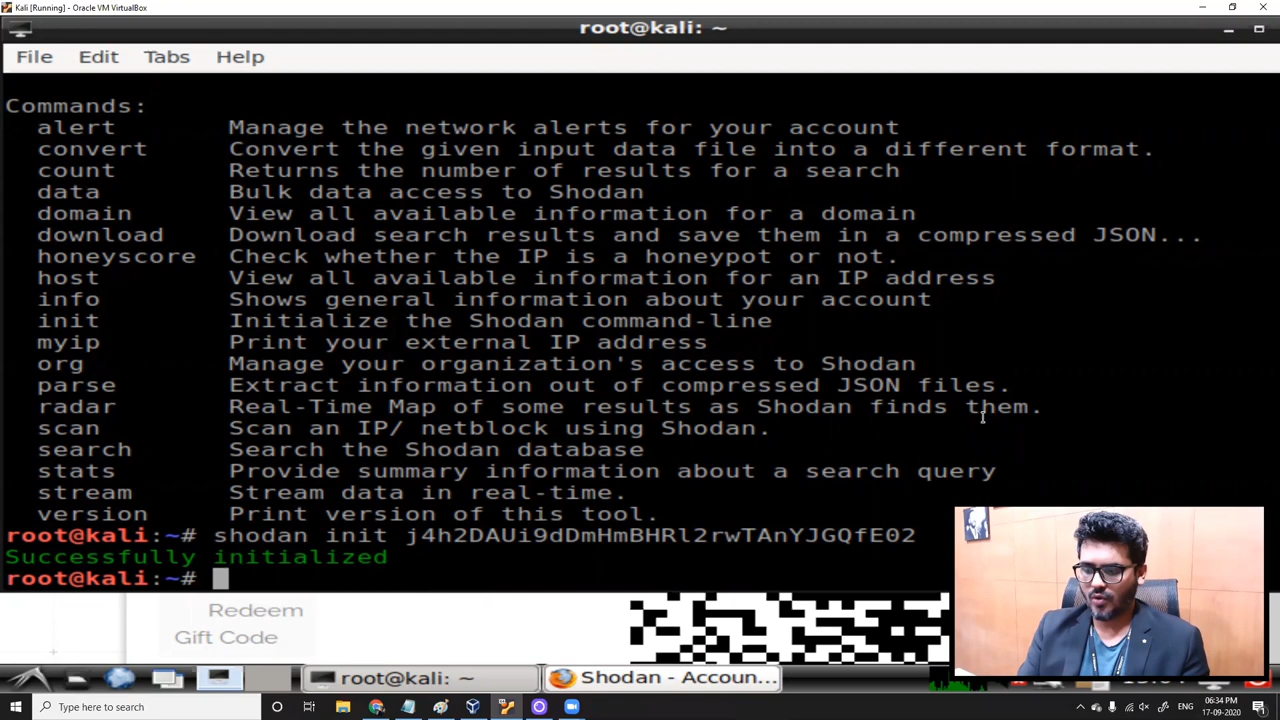 Kali [Running] - Oracle VM VirtualBox
root@kali: ~
File Edit Tabs Help
Commands:
alert Manage the network alerts for your account
convert Convert the given input data file into a different format.
count Returns the number of results for a search
data Bulk data access to Shodan
domain View all available information for a domain
download Download search results and save them in a compressed JSON...
honeyscore Check whether the IP is a honeypot or not.
host View all available information for an IP address
info Shows general information about your account
init Initialize the Shodan command-line
myip Print your external IP address
org Manage your organization's access to Shodan
parse Extract information out of compressed JSON files.
radar Real-Time Map of some results as Shodan finds them.
scan Scan an IP/ netblock using Shodan.
search Search the Shodan database
stats Provide summary information about a search query
stream Stream data in real-time.
version Print version of this tool.
root@kali:~# shodan init j4h2DAUi9dDmHmBHRl2rwTAnYJGQfE02
Successfully initialized
root@kali:~#
Redeem
Gift Code
root@kali: ~
Shodan - Accoun...
Type here to search
ENG
06:34 PM
17-09-2020